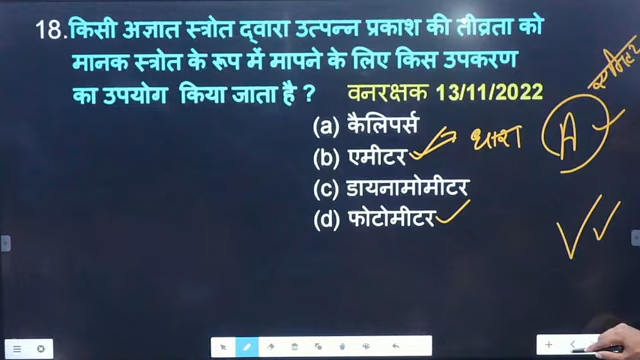 18.किसी अज्ञात स्त्रोत द्वारा उत्पन्न प्रकाश की तीव्रता को
मानक स्त्रोत के रूप में मापने के लिए किस उपकरण
का उपयोग किया जाता है ? वनरक्षक 13/11/2022
(a) कैलिपर्स
(b) एमीटर धारा A
(c) डायनामोमीटर
(d) फोटोमीटर